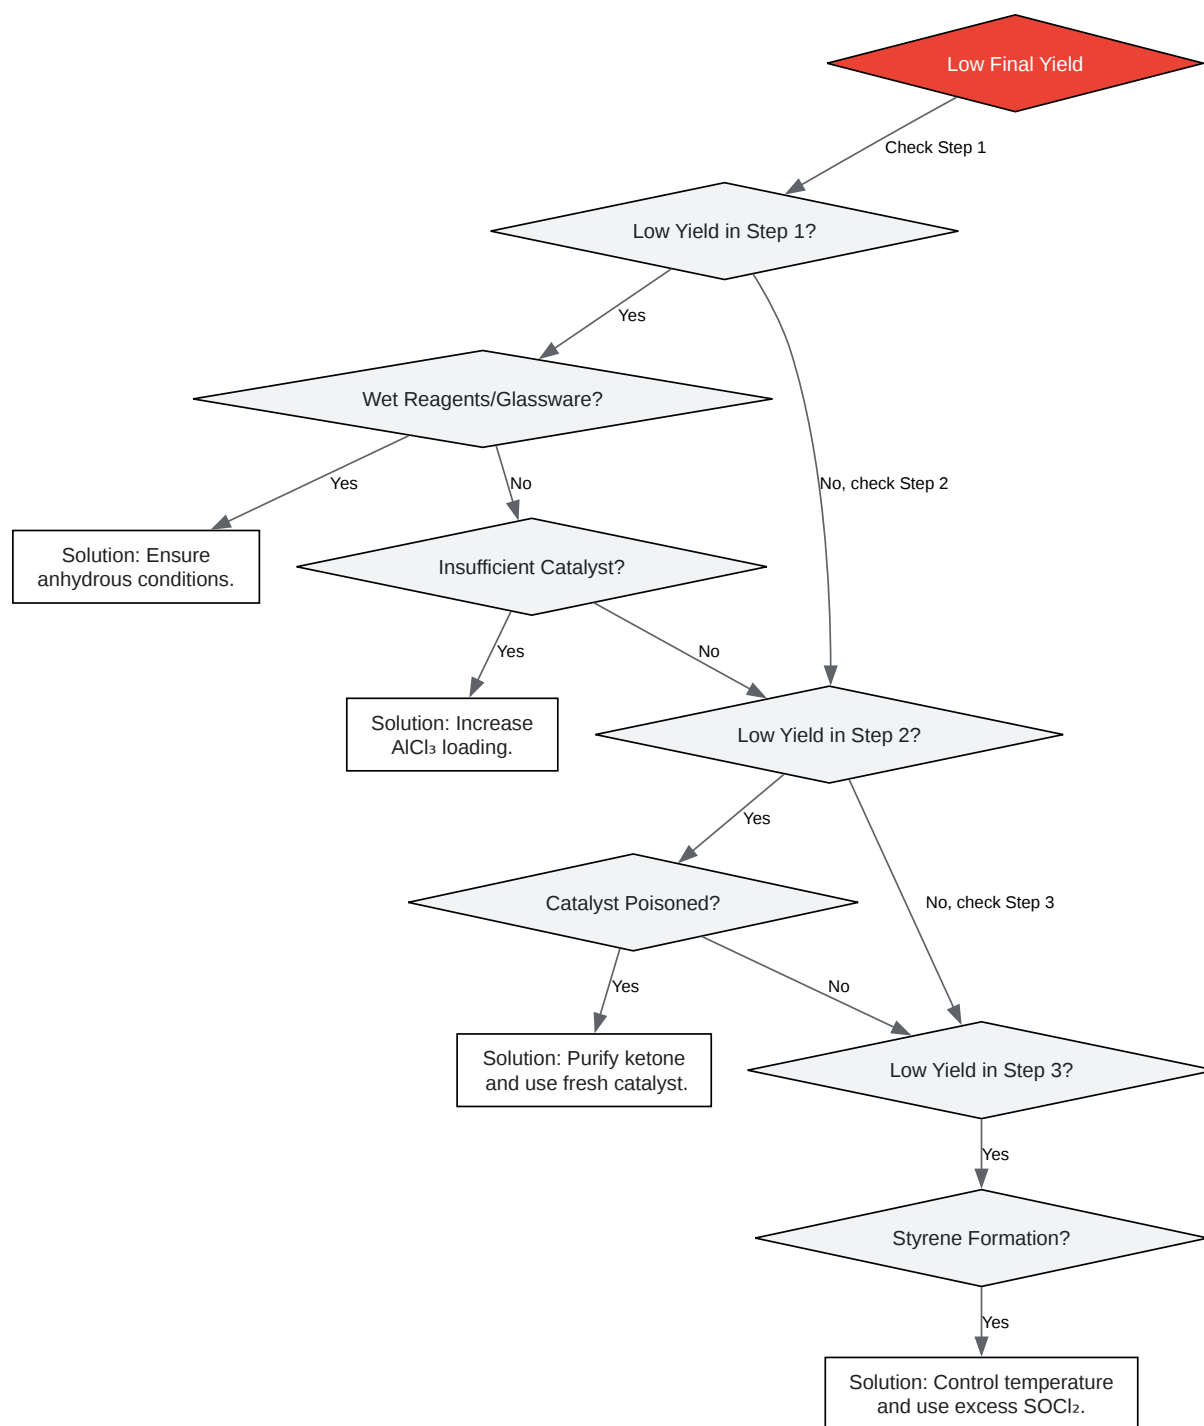 Low Final Yield
Check Step 1
Low Yield in Step 1?
Yes
Wet Reagents/Glassware?
Yes
No
No, check Step 2
Solution: Ensure
anhydrous conditions.
Insufficient Catalyst?
Yes
No
Solution: Increase
AlCl₃ loading.
Low Yield in Step 2?
Yes
Catalyst Poisoned?
No, check Step 3
Yes
No
Solution: Purify ketone
and use fresh catalyst.
Low Yield in Step 3?
Yes
Styrene Formation?
Yes
Solution: Control temperature
and use excess SOCl₂.